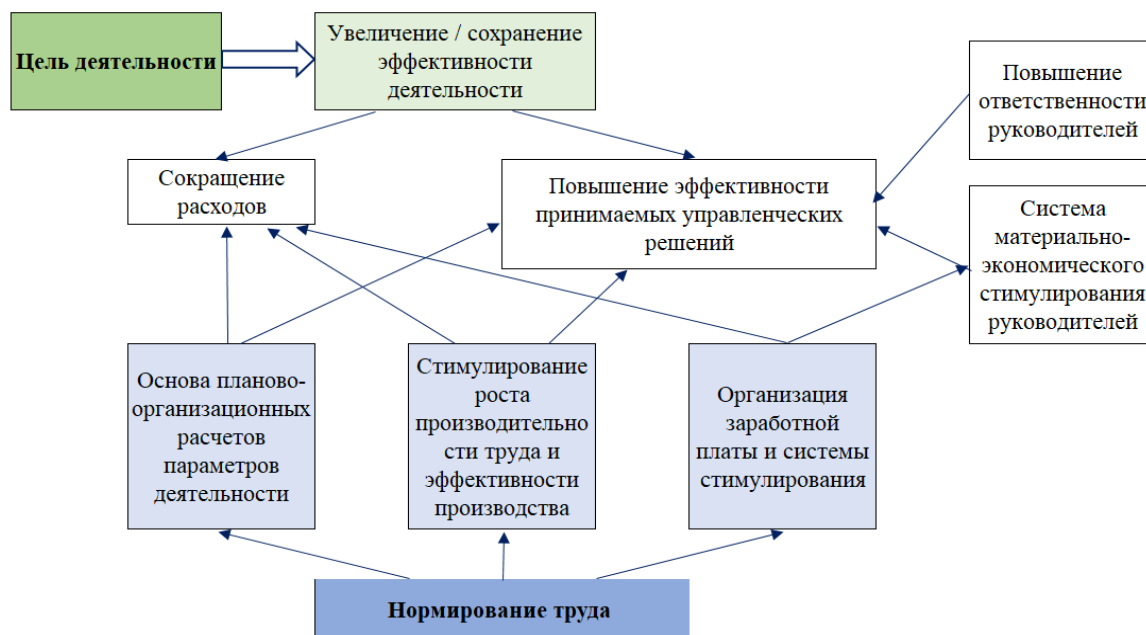 Цель деятельности
Увеличение / сохранение
эффективности
деятельности
Повышение
ответственности
руководителей
Сокращение
расходов
Повышение эффективности
принимаемых управленческих
решений
Система
материально-
экономического
стимулирования
руководителей
Основа планово-
организационных
расчетов
параметров
деятельности
Стимулирование
роста
производительно
сти труда и
эффективности
производства
Организация
заработной
платы и системы
стимулирования
Нормирование труда